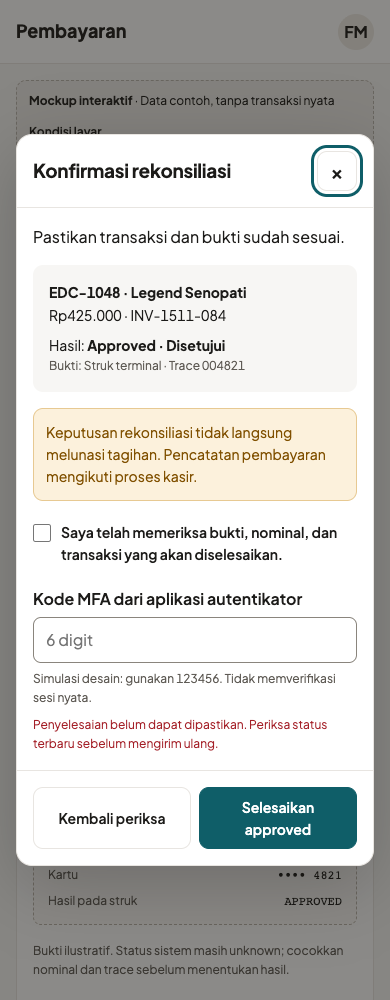 Pembayaran
FM
Mockup interaktif · Data contoh, tanpa transaksi nyata
Kondisi layar
Konfirmasi rekonsiliasi
×
Pastikan transaksi dan bukti sudah sesuai.
EDC-1048 · Legend Senopati
Rp425.000 · INV-1511-084
Hasil: Approved · Disetujui
Bukti: Struk terminal · Trace 004821
Keputusan rekonsiliasi tidak langsung
melunasi tagihan. Pencatatan pembayaran
mengikuti proses kasir.
Saya telah memeriksa bukti, nominal, dan
transaksi yang akan diselesaikan.
Kode MFA dari aplikasi autentikator
6 digit
Simulasi desain: gunakan 123456. Tidak memverifikasi
sesi nyata.
Penyelesaian belum dapat dipastikan. Periksa status
terbaru sebelum mengirim ulang.
Kembali periksa
Selesaikan
approved
Kartu •••• 4821
Hasil pada struk APPROVED
Bukti ilustratif. Status sistem masih unknown; cocokkan
nominal dan trace sebelum menentukan hasil.